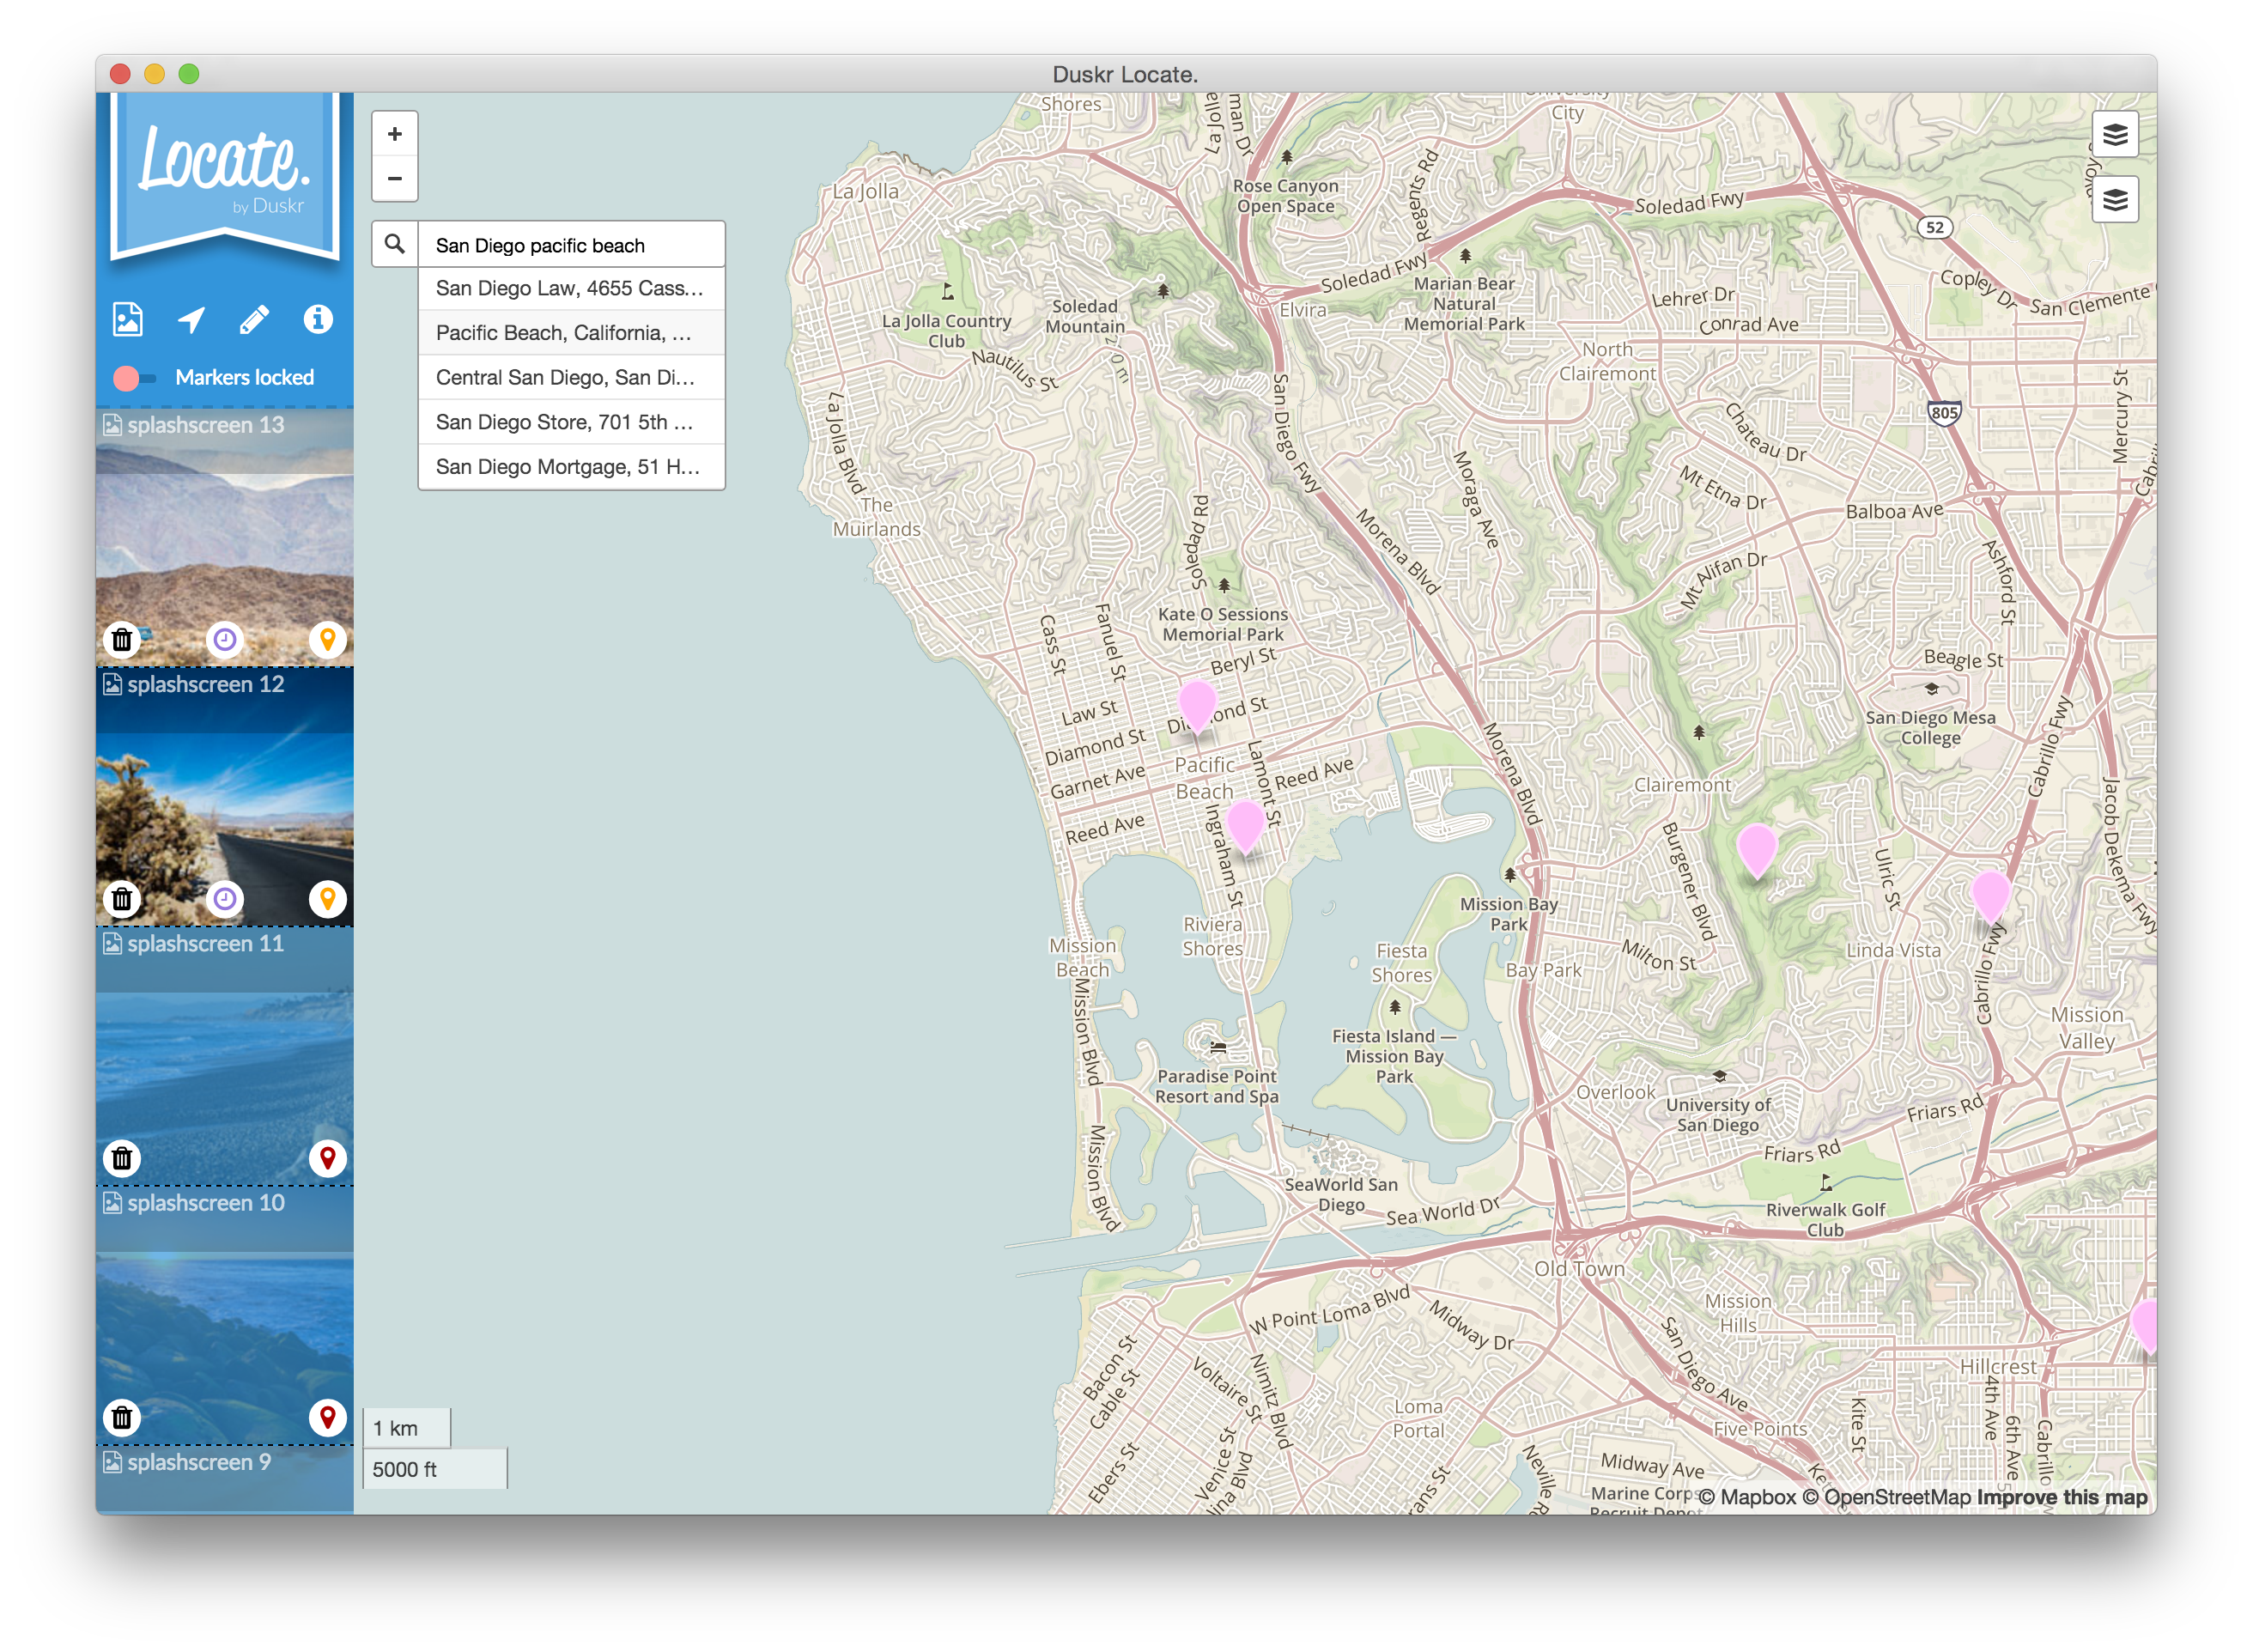 Duskr Locate.
Locate.
by Duskr
Markers locked
splashscreen 13
splashscreen 12
splashscreen 11
splashscreen 10
splashscreen 9
+
−
San Diego pacific beach
San Diego Law, 4655 Cass...
Pacific Beach, California, ...
Central San Diego, San Di...
San Diego Store, 701 5th ...
San Diego Mortgage, 51 H...
1 km
5000 ft
Shores
University
City
La Jolla
Rose Canyon
Open Space
Regents Rd
Soledad Fwy
52
Copley Dr
San Clemente
Soledad Fwy
Marian Bear
Natural
Memorial Park
Lehrer Dr
Conrad Ave
La Jolla Country
Club
Soledad
Mountain
Elvira
Nautilus St
North
Clairemont
San Diego Fwy
805
Mercury St
La Jolla Blvd
Chateau Dr
Mt Etna Dr
Balboa Ave
The
Muirlands
Soledad Rd
Moraga Ave
Morena Blvd
Mt Alifan Dr
Ashford St
Kate O Sessions
Memorial Park
Cass St
Fanuel St
Beryl St
Beagle St
San Diego Mesa
College
Law St
Diamond St
Diamond St
Garnet Ave
Reed Ave
Pacific
Beach
Lamont St
Reed Ave
Ingraham St
Morena Blvd
Clairemont
Cabrillo Fwy
Jacob Dekema Fwy
Burgener Blvd
Ulric St
Mission Bay
Park
Mission
Beach
Riviera
Shores
Fiesta
Shores
Bay Park
Milton St
Linda Vista
Cabrillo Fwy
Mission
Valley
Mission Blvd
Fiesta Island —
Mission Bay
Park
Paradise Point
Resort and Spa
Overlook
University of
San Diego
Friars Rd
Friars Rd
Mission Blvd
SeaWorld San
Diego
Sea World Dr
Riverwalk Golf
Club
Old Town
W Point Loma Blvd
Midway Dr
Mission
Hills
San Diego Ave
Hillcrest
Bacon St
Cable St
Voltaire St
Nimitz Blvd
Loma
Portal
Five Points
Kite St
4th Ave
6th Ave
Cabrillo
Ebers St
Venice St
Midway Ave
Marine Corps
Recruit Depot
© Mapbox © OpenStreetMap Improve this map